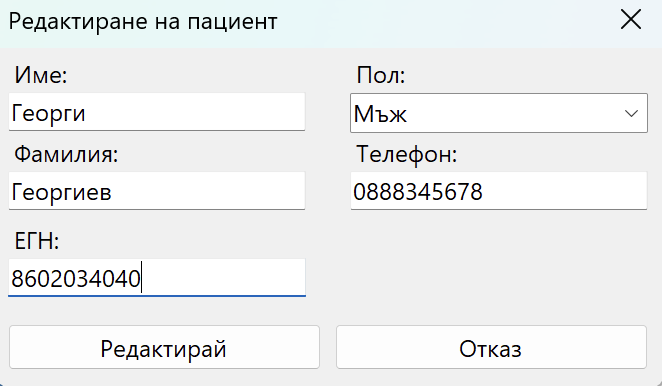 Редактиране на пациент
Име:
Георги
Пол:
Мъж
Фамилия:
Георгиев
Телефон:
0888345678
ЕГН:
8602034040
Редактирай
Отказ